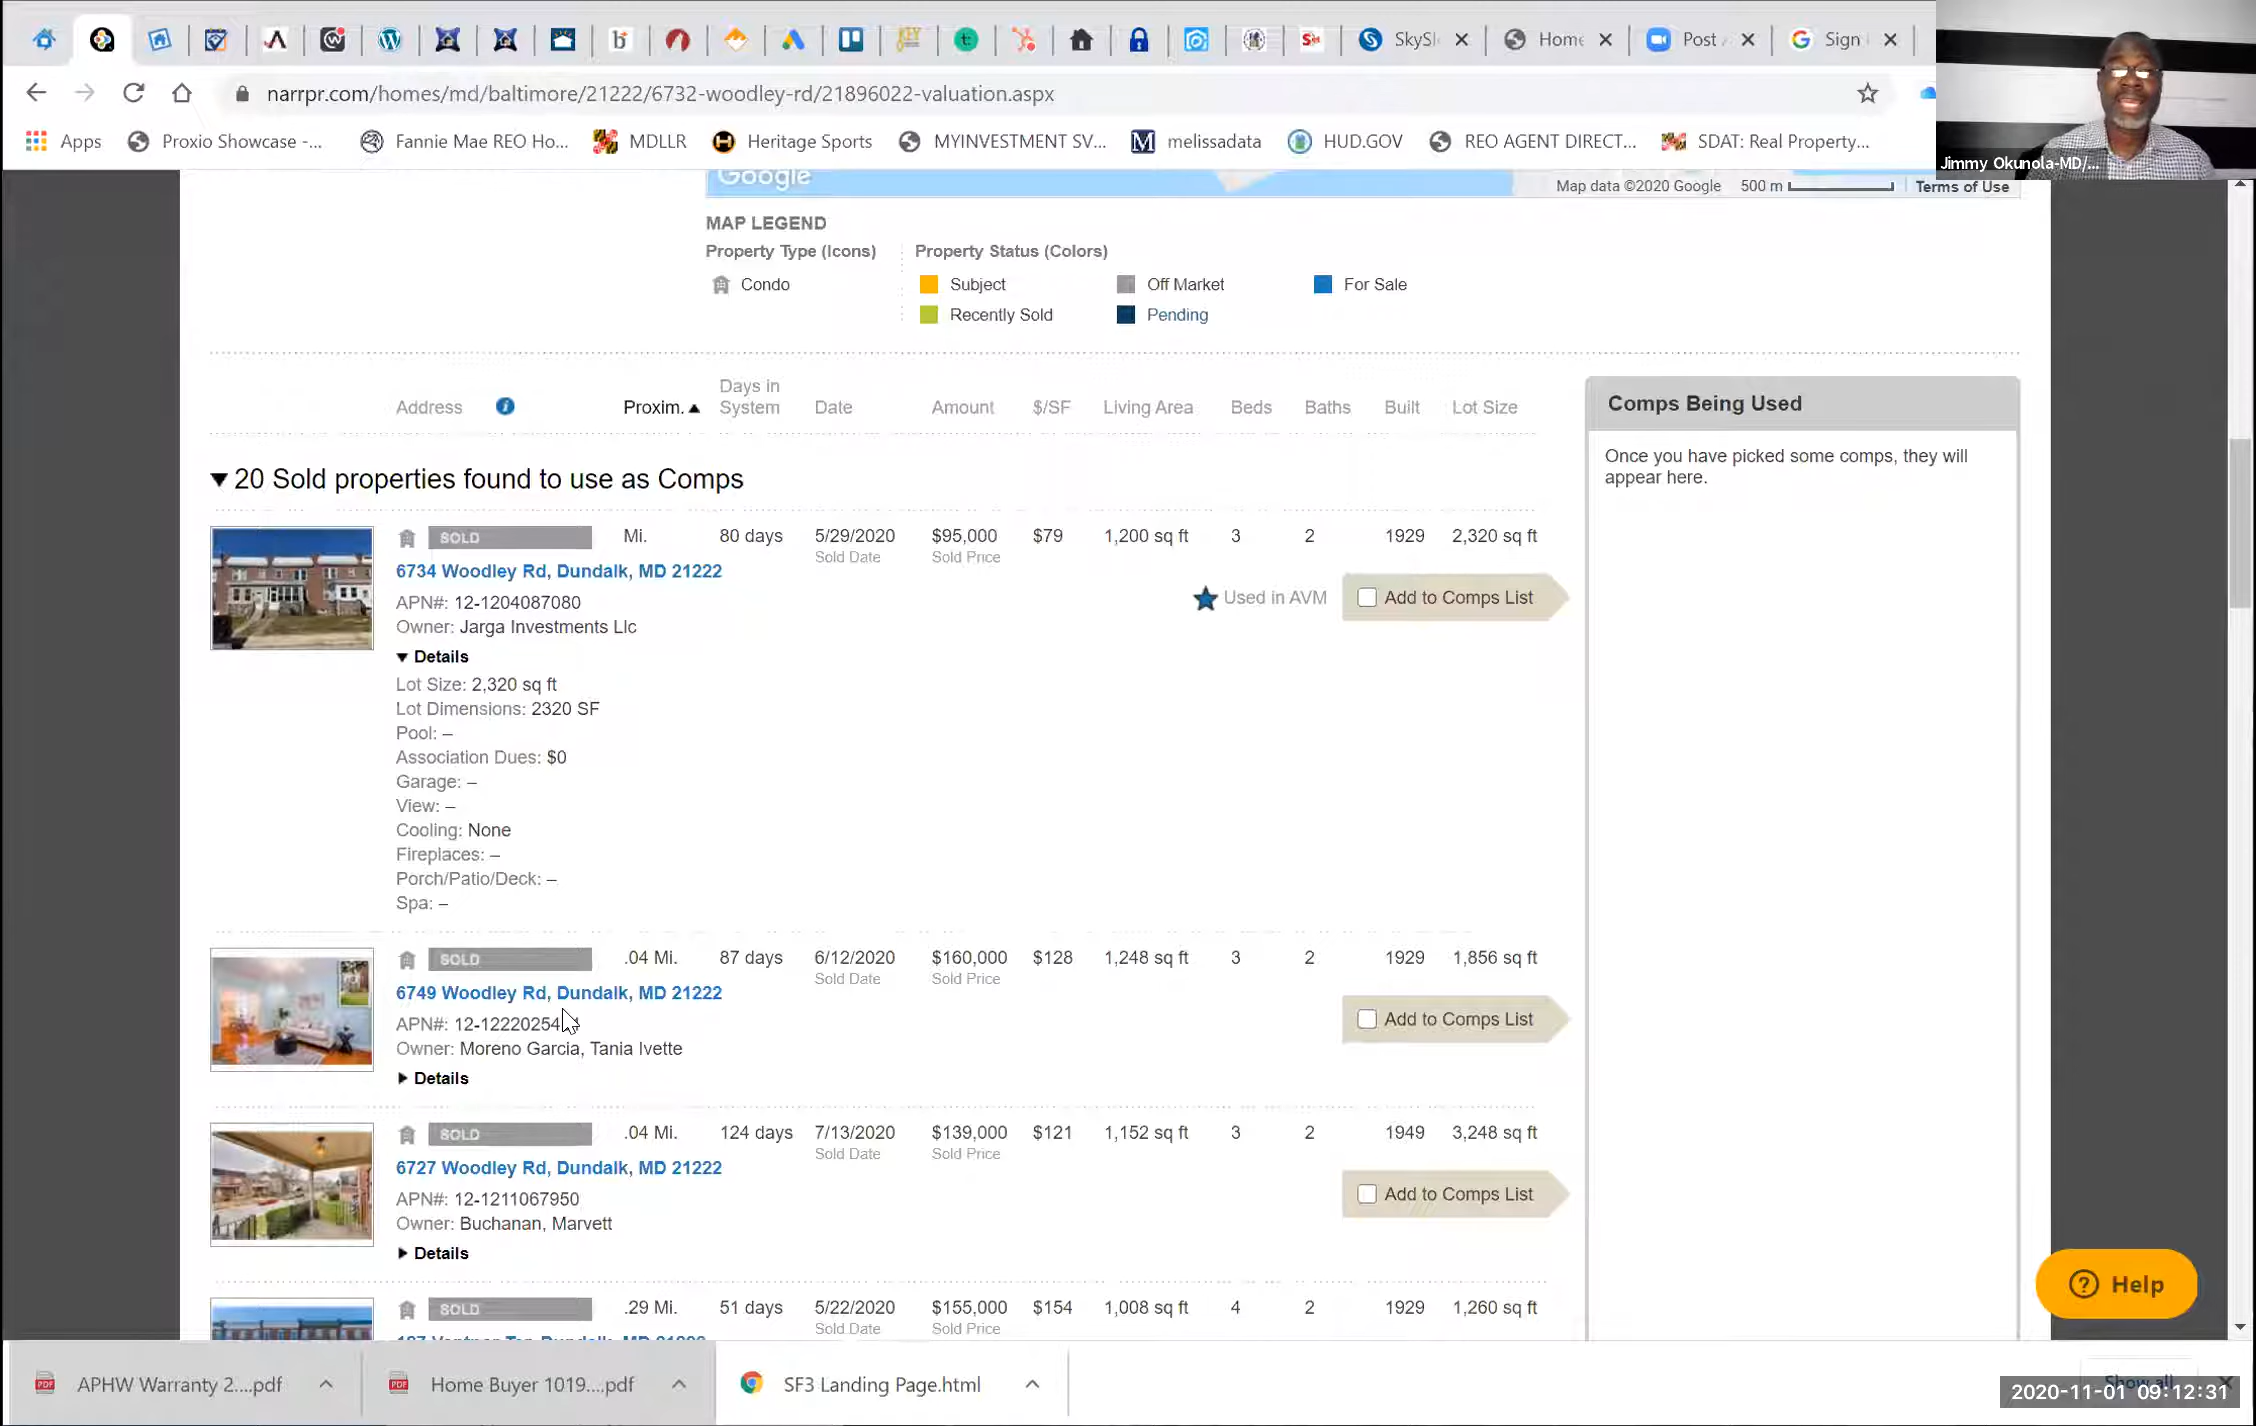 SkySl
Home
Post
Sign
narrpr.com/homes/md/baltimore/21222/6732-woodley-rd/21896022-valuation.aspx
Apps
Proxio Showcase -...
Fannie Mae REO Ho...
MDLLR
Heritage Sports
MYINVESTMENT SV...
melissadata
HUD.GOV
REO AGENT DIRECT...
SDAT: Real Property...
Jimmy Okunola-MD/...
Google
Map data ©2020 Google 500 m Terms of Use
MAP LEGEND
Property Type (Icons) Property Status (Colors)
Condo Subject Off Market For Sale
Recently Sold Pending
Days in
Address Proxim. System Date Amount $/SF Living Area Beds Baths Built Lot Size
Comps Being Used
Once you have picked some comps, they will
appear here.
20 Sold properties found to use as Comps
SOLD Mi. 80 days 5/29/2020 $95,000 $79 1,200 sq ft 3 2 1929 2,320 sq ft
Sold Date Sold Price
6734 Woodley Rd, Dundalk, MD 21222
APN#: 12-1204087080 Used in AVM Add to Comps List
Owner: Jarga Investments Llc
Details
Lot Size: 2,320 sq ft
Lot Dimensions: 2320 SF
Pool: –
Association Dues: $0
Garage: –
View: –
Cooling: None
Fireplaces: –
Porch/Patio/Deck: –
Spa: –
SOLD .04 Mi. 87 days 6/12/2020 $160,000 $128 1,248 sq ft 3 2 1929 1,856 sq ft
Sold Date Sold Price
6749 Woodley Rd, Dundalk, MD 21222
APN#: Add to Comps List
Owner: Moreno Garcia, Tania Ivette
Details
SOLD .04 Mi. 124 days 7/13/2020 $139,000 $121 1,152 sq ft 3 2 1949 3,248 sq ft
Sold Date Sold Price
6727 Woodley Rd, Dundalk, MD 21222
APN#: 12-1211067950 Add to Comps List
Owner: Buchanan, Marvett
Details
SOLD .29 Mi. 51 days 5/22/2020 $155,000 $154 1,008 sq ft 4 2 1929 1,260 sq ft
Sold Date Sold Price
Help
APHW Warranty 2....pdf
Home Buyer 1019....pdf
SF3 Landing Page.html
Show all
2020-11-01 09:12:31